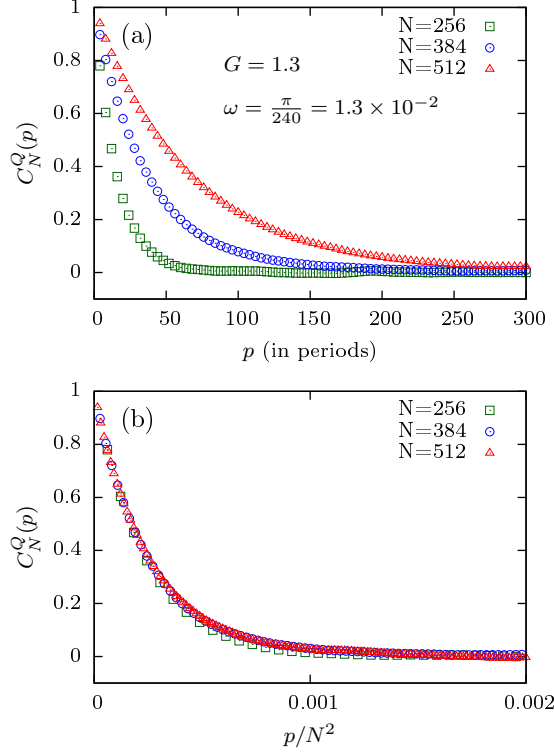 (a)
N=256
N=384
N=512
G = 1.3
ω = π/240 = 1.3 × 10⁻²
C_N^Q(p)
1
0.8
0.6
0.4
0.2
0
0 50 100 150 200 250 300
p (in periods)
(b)
N=256
N=384
N=512
C_N^Q(p)
1
0.8
0.6
0.4
0.2
0
0 0.001 0.002
p/N²